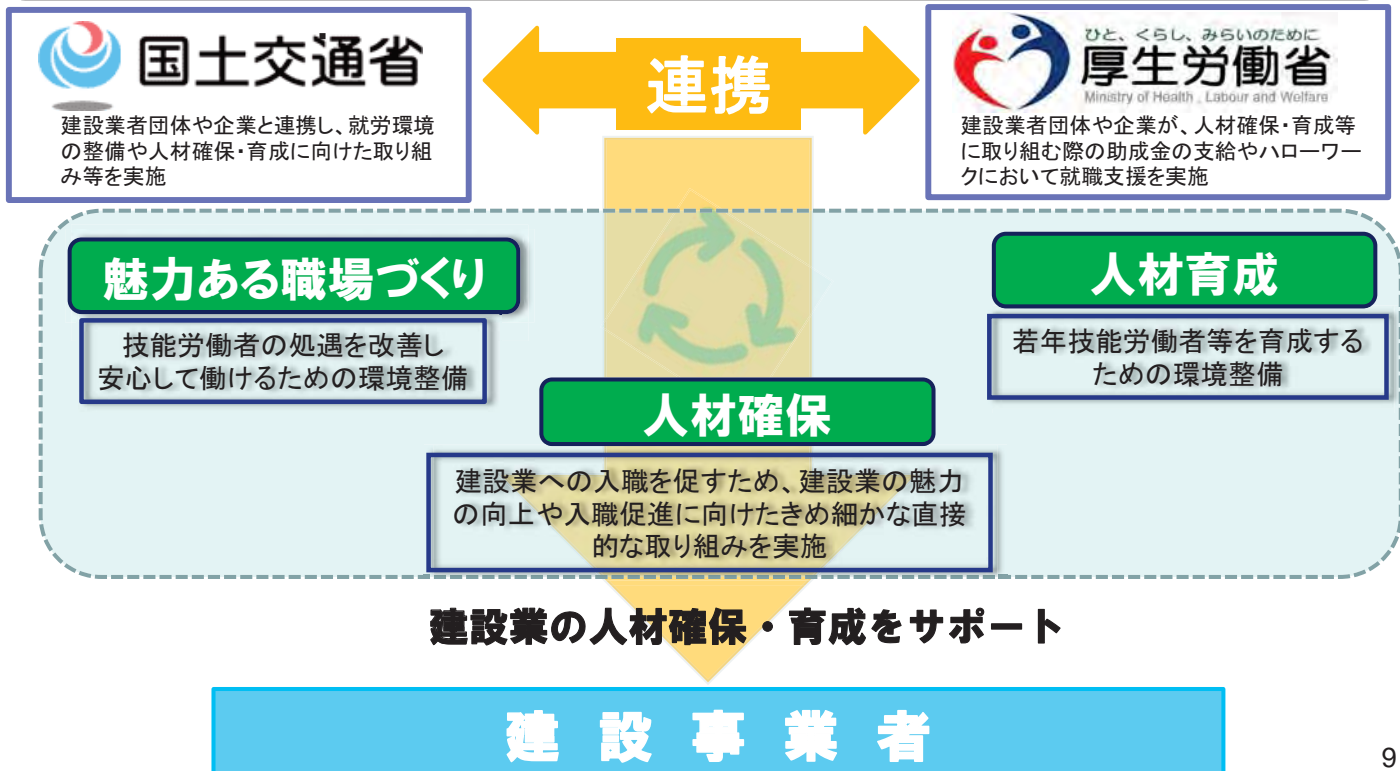 国土交通省
建設業者団体や企業と連携し、就労環境
の整備や人材確保・育成に向けた取り組
み等を実施
連携
ひと、くらし、みらいのために
厚生労働省
Ministry of Health , Labour and Welfare
建設業者団体や企業が、人材確保・育成等
に取り組む際の助成金の支給やハローワー
クにおいて就職支援を実施
魅力ある職場づくり
技能労働者の処遇を改善し
安心して働けるための環境整備
人材育成
若年技能労働者等を育成する
ための環境整備
人材確保
建設業への入職を促すため、建設業の魅力
の向上や入職促進に向けたきめ細かな直接
的な取り組みを実施
建設業の人材確保・育成をサポート
建設事業者
9